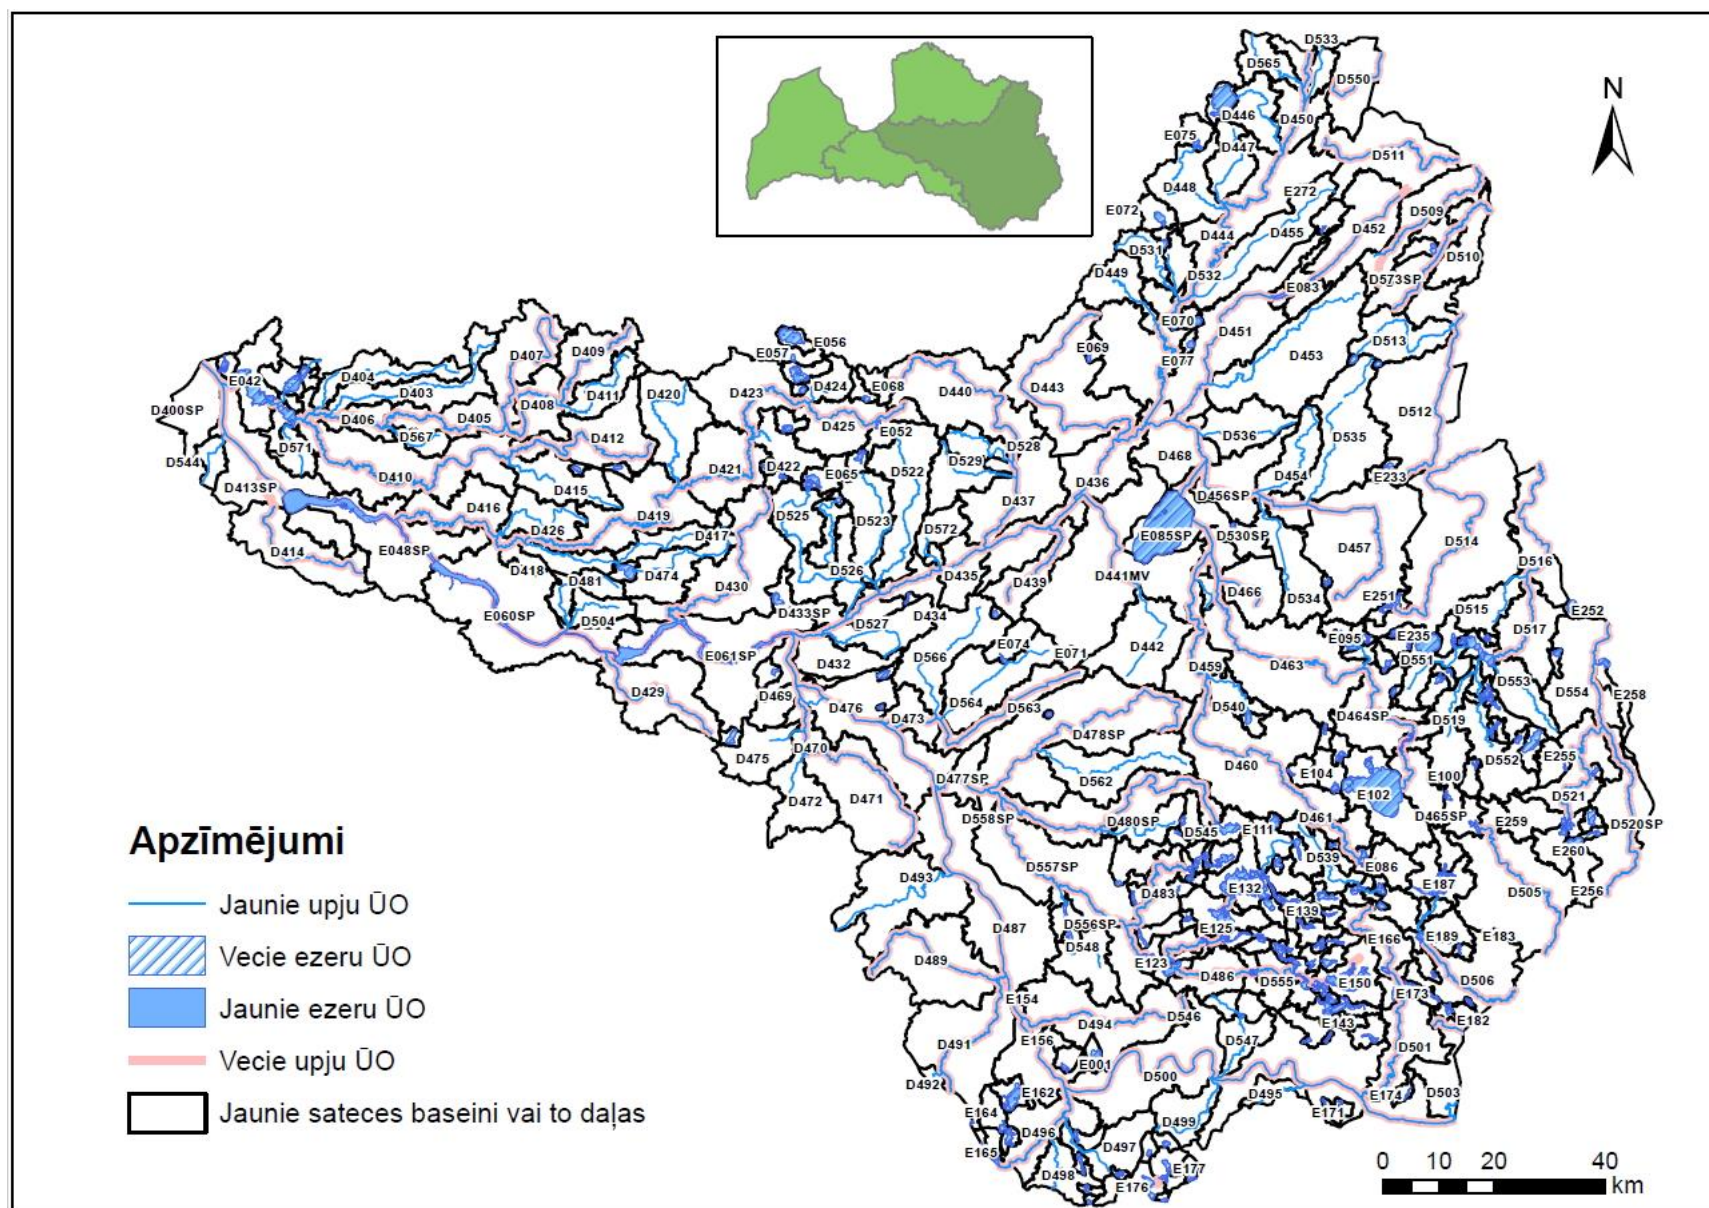 D533
D565
D550
N
D446
D450
E075
D447
D511
D448
E272
E072
D509
D452
D444
D455
D531
D510
D449
D532
D573SP
E083
E070
D451
E056
E057
D407
D409
E069
D513
E077
D453
E042
D404
D424
E068
D403
D411
D420
D423
D440
D443
D400SP
D406
D405
D408
D512
D425
E052
D567
D412
D536
D535
D571
D528
D468
D544
D529
D421
D422
E065
D522
D410
D454
E233
D413SP
D415
D436
D456SP
D416
D437
D525
D523
D419
D426
D572
D417
E085SP
D530SP
D514
D457
E048SP
D414
D418
D526
D481
D474
D435
D441MV
D516
D430
D439
D466
D534
E251
E060SP
D433SP
D434
D515
E252
D504
D527
E095
E235
D517
E074
D442
E061SP
E071
D566
D551
D432
D459
D463
D553
D429
D469
D554
E258
D476
D564
D563
D540
D464SP
D473
D519
D478SP
D470
D475
D552
E255
D460
E104
E100
D477SP
D562
D472
D471
E102
D521
D558SP
D461
D465SP
E259
D480SP
D520SP
D545
E111
Apzīmējumi
D539
E260
E086
D557SP
D493
E187
E132
D483
D505
E256
Jaunie upju ŪO
E139
D556SP
D487
E125
E189
E183
E166
D548
Vecie ezeru ŪO
D489
E123
D486
D555
E150
D506
E173
E154
Jaunie ezeru ŪO
D546
D494
E143
E182
E156
D491
D547
D501
Vecie upju ŪO
E001
D500
D492
E162
D495
E174
D503
E164
E171
Jaunie sateces baseini vai to daļas
D499
D496
D497
E165
D498
E177
E176
0 10 20 40
km